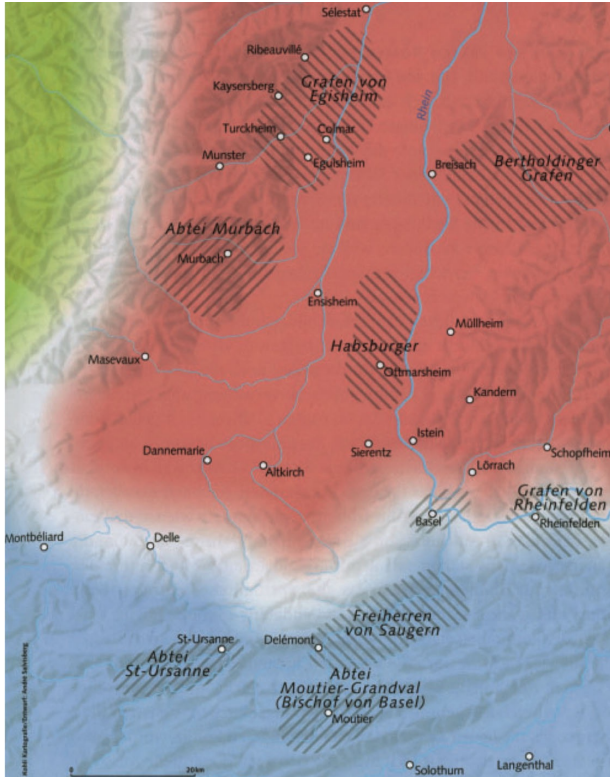 Sélestat
Ribeauvillé
Grafen von
Egisheim
Kaysersberg
Rhein
Turckheim
Colmar
Eguisheim
Munster
Breisach
Bertholdinger
Grafen
Abtei Murbach
Murbach
Ensisheim
Müllheim
Habsburger
Masevaux
Ottmarsheim
Kandern
Istein
Dannemarie
Sierentz
Schopfheim
Altkirch
Lörrach
Grafen von
Rheinfelden
Basel
Rheinfelden
Montbéliard
Delle
Freiherren
von Saugern
St-Ursanne
Delémont
Abtei
St-Ursanne
Abtei
Moutier-Grandval
(Bischof von Basel)
Moutier
Solothurn
Langenthal
0 20 km